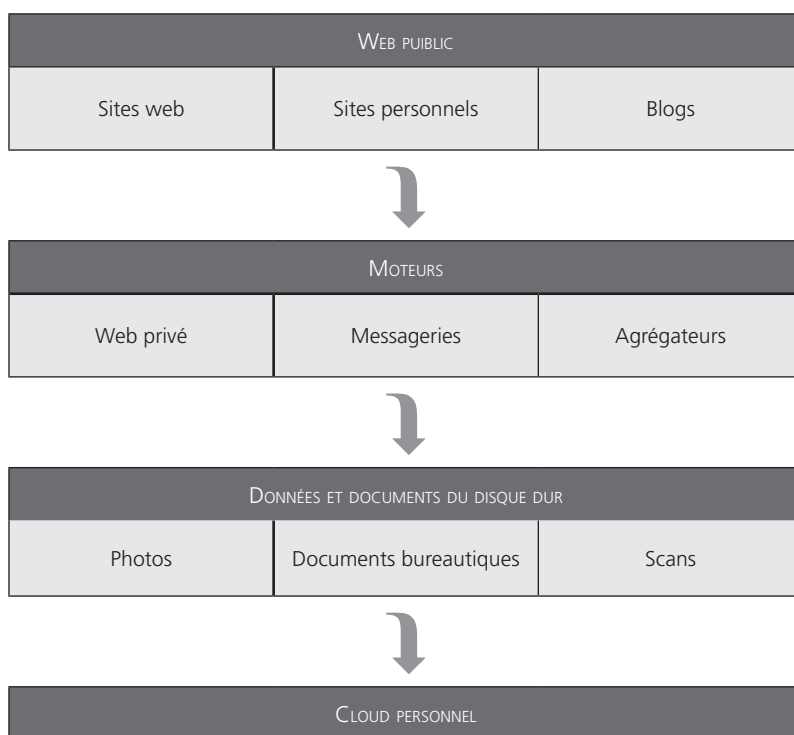 Web puiblic
Sites web Sites personnels Blogs
Moteurs
Web privé Messageries Agrégateurs
Données et documents du disque dur
Photos Documents bureautiques Scans
Cloud personnel